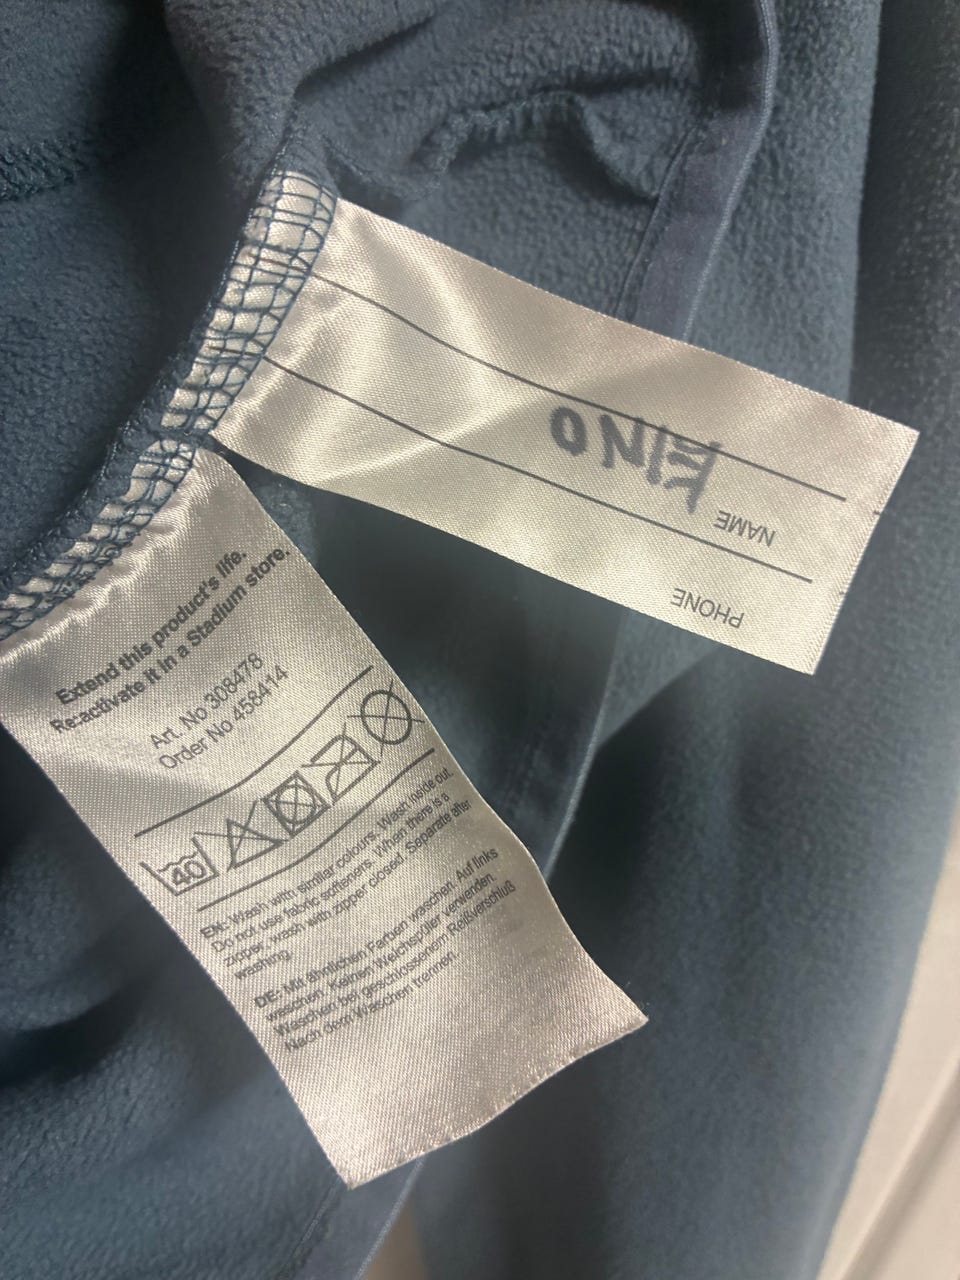 NAME EINO
PHONE
Extend this product's life.
Re:activate it in a Stadium store.
Art. No 308478
Order No 458414
40
EN: Wash with similar colours. Wash inside out.
Do not use fabric softeners. When there is a
zipper, wash with zipper closed. Separate after
washing.
DE: Mit ähnlichen Farben waschen. Auf links
waschen. Keinen Weichspüler verwenden.
Waschen bei geschlossenem Reißverschluß
Nach dem Waschen trennen.